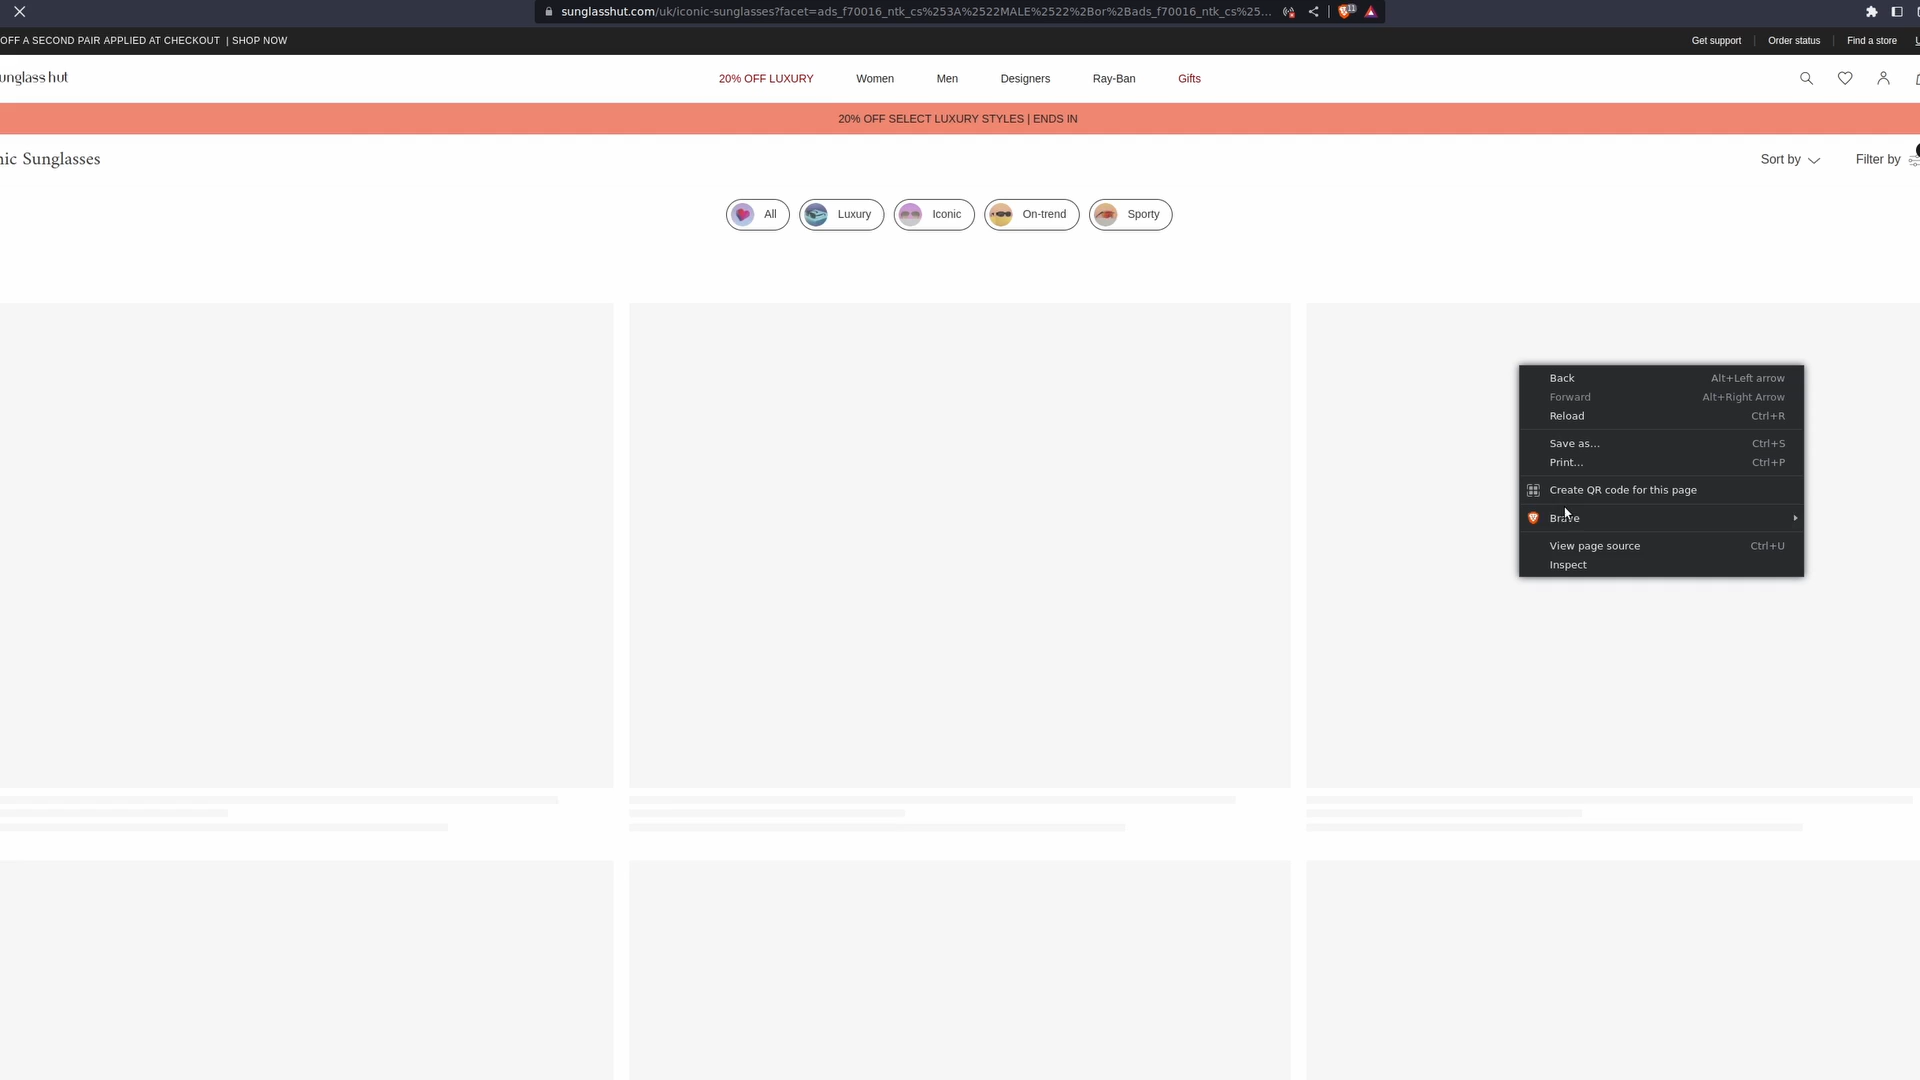 sunglasshut.com/uk/iconic-sunglasses?facet=ads_f70016_ntk_cs%253A%2522MALE%2522%2Bor%2Bads_f70016_ntk_cs%25...
11
OFF A SECOND PAIR APPLIED AT CHECKOUT | SHOP NOW
Get support
Order status
Find a store
unglass hut
20% OFF LUXURY
Women
Men
Designers
Ray-Ban
Gifts
20% OFF SELECT LUXURY STYLES | ENDS IN
nic Sunglasses
Sort by
Filter by
All
Luxury
Iconic
On-trend
Sporty
Back Alt+Left arrow
Forward Alt+Right Arrow
Reload Ctrl+R
Save as... Ctrl+S
Print... Ctrl+P
Create QR code for this page
Brave
View page source Ctrl+U
Inspect